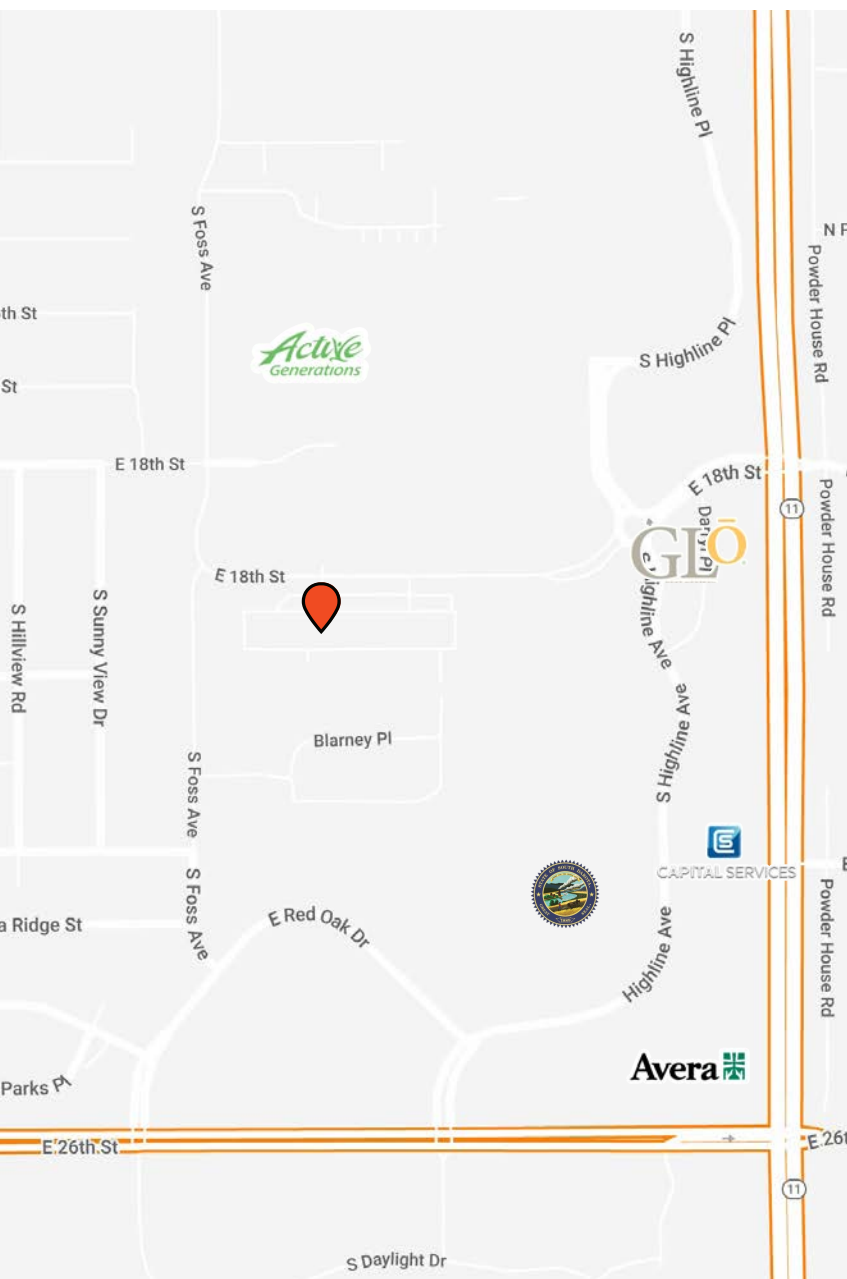 S Highline Pl
S Foss Ave
N
Powder House Rd
th St
Active
Generations
S Highline Pl
St
E 18th St
E 18th St
11
Powder House Rd
GLŌ
E 18th St
S Hillview Rd
S Sunny View Dr
Highline Ave
S Highline Ave
Blarney Pl
S Foss Ave
CS
CAPITAL SERVICES
S Foss Ave
Powder House Rd
a Ridge St
E Red Oak Dr
Highline Ave
Avera
Parks Pl
E 26th St
E 26t
11
S Daylight Dr